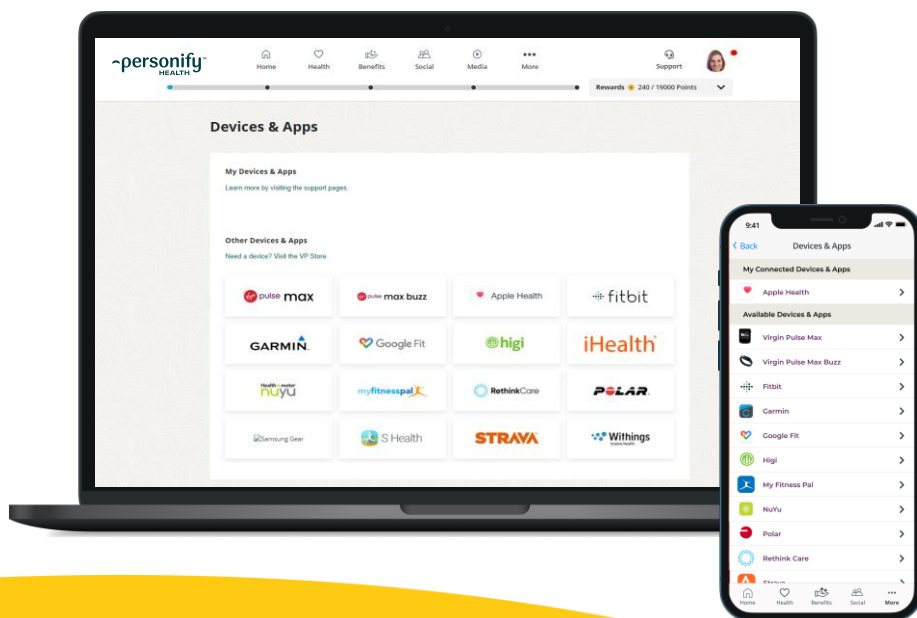 ~personify
HEALTH
Home Health Benefits Social Media More Support
Rewards 240 / 19000 Points
Devices & Apps
My Devices & Apps
Learn more by visiting the support pages.
Other Devices & Apps
Need a device? Visit the VP Store
pulse max pulse max buzz Apple Health fitbit
GARMIN Google Fit higi iHealth
Health o meter nuyu myfitnesspal RethinkCare POLAR
Samsung Gear S Health STRAVA Withings
9:41
Back Devices & Apps
My Connected Devices & Apps
Apple Health
Available Devices & Apps
Virgin Pulse Max
Virgin Pulse Max Buzz
Fitbit
Garmin
Google Fit
Higi
My Fitness Pal
NuYu
Polar
Rethink Care
Strava
Home Health Benefits Social More